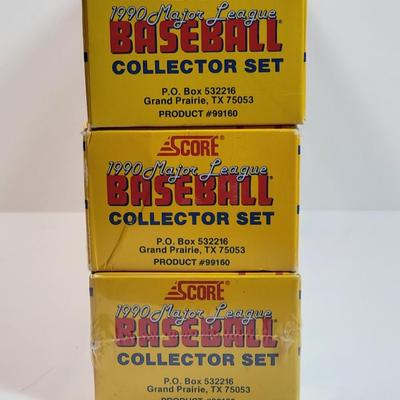 1990 Major League
BASEBALL
COLLECTOR SET
P.O. Box 532216
Grand Prairie, TX 75053
PRODUCT #99160
SCORE
1990 Major League
BASEBALL
COLLECTOR SET
P.O. Box 532216
Grand Prairie, TX 75053
PRODUCT #99160
SCORE
1990 Major League
BASEBALL
COLLECTOR SET
P.O. Box 532216
Grand Prairie, TX 75053
PRODUCT #99160